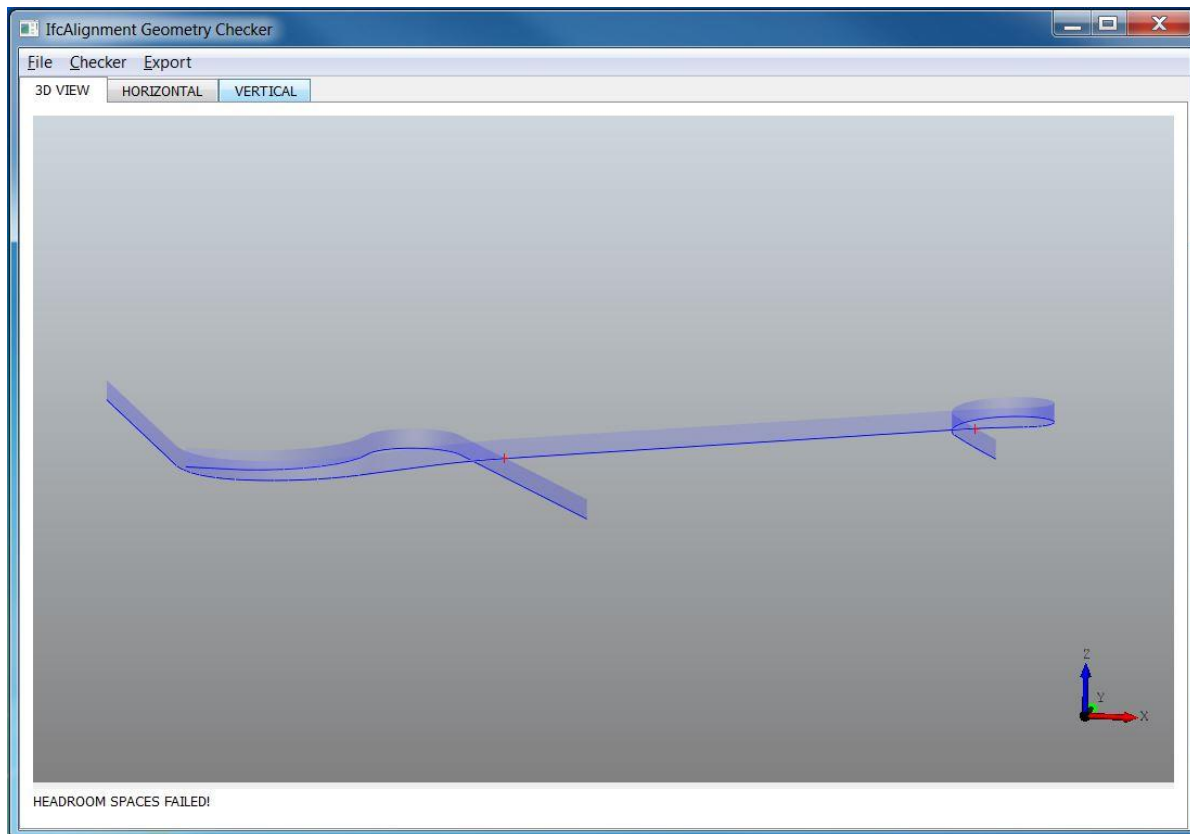 IfcAlignment Geometry Checker
File Checker Export
3D VIEW HORIZONTAL VERTICAL
Z
Y
X
HEADROOM SPACES FAILED!